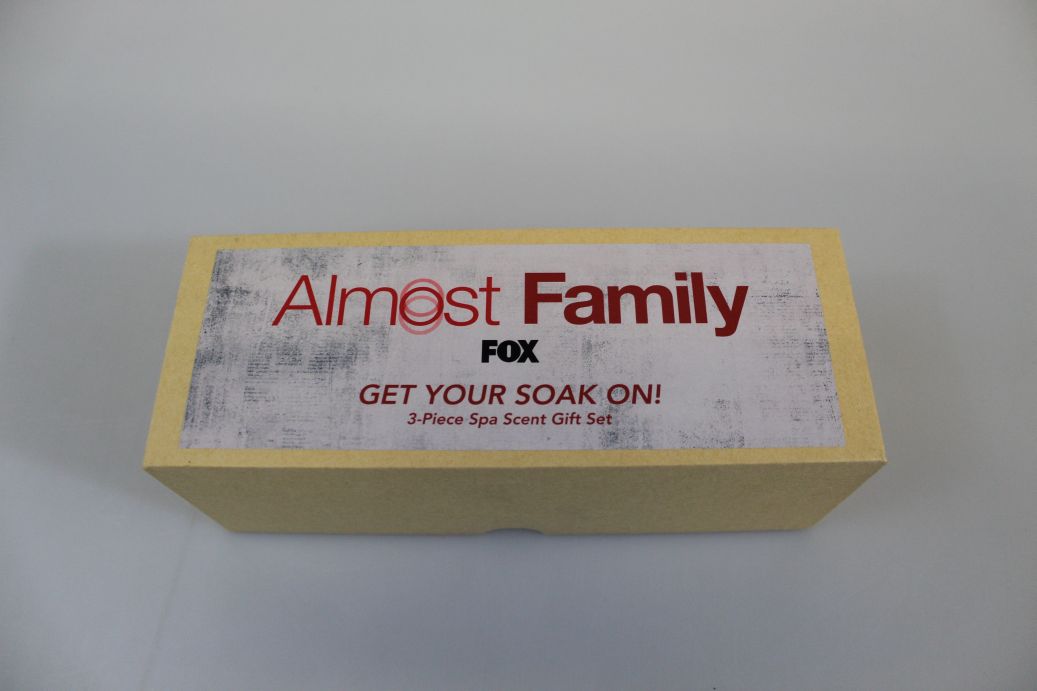 Almost Family
FOX
GET YOUR SOAK ON!
3-Piece Spa Scent Gift Set